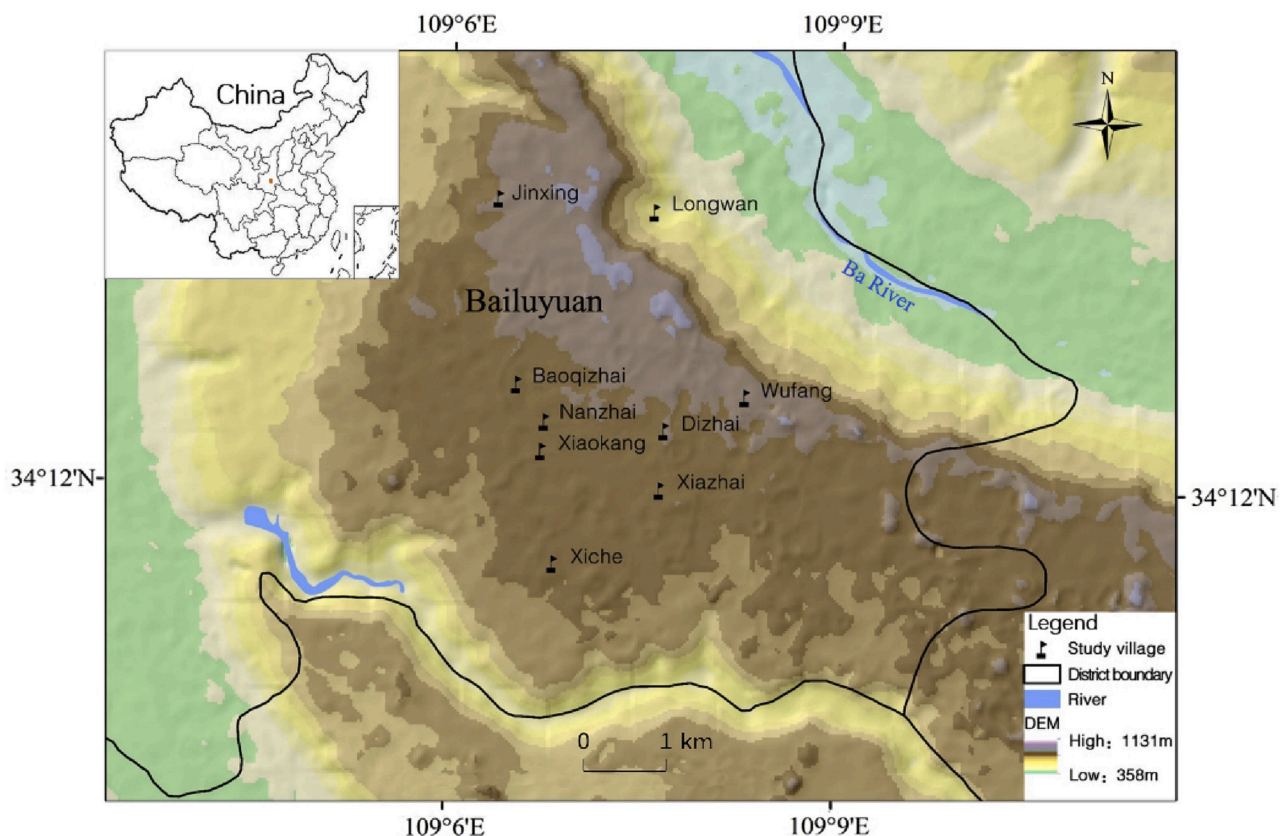 109°6'E
109°9'E
China
N
Jinxing
Longwan
Ba River
Bailuyuan
Baoqizhai
Wufang
Nanzhai
Dizhai
Xiaokang
34°12'N
Xiazhai
34°12'N
Xiche
Legend
Study village
District boundary
River
DEM
High：1131m
Low：358m
0 1 km
109°6'E
109°9'E